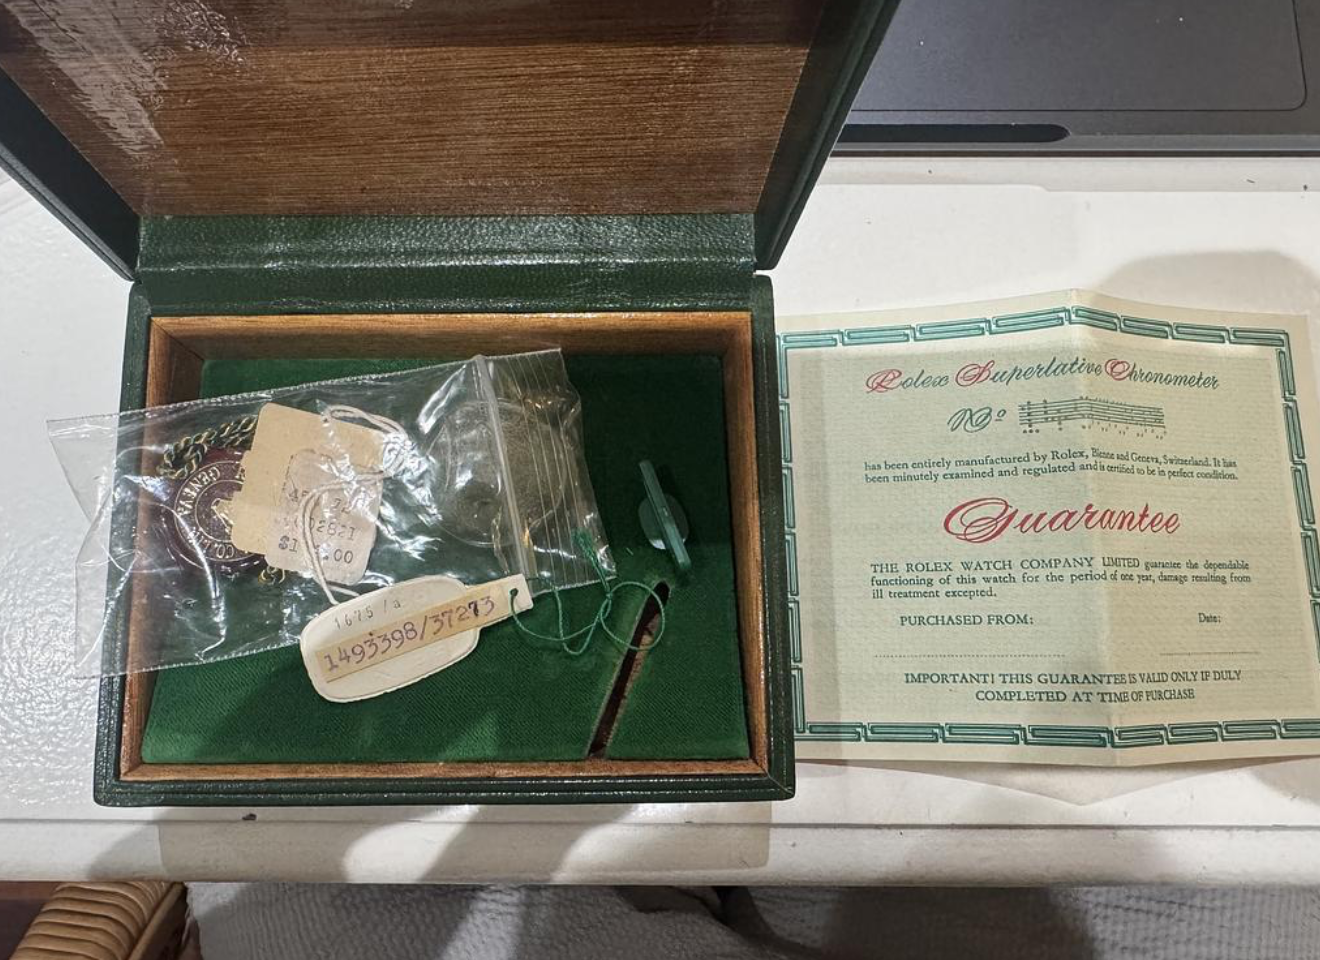 GENEVA
1675/a
1493398/37273
Rolex Superlative Chronometer
No
has been entirely manufactured by Rolex, Bienne and Geneva, Switzerland. It has
been minutely examined and regulated and is certified to be in perfect condition.
Guarantee
THE ROLEX WATCH COMPANY LIMITED guarantee the dependable
functioning of this watch for the period of one year, damage resulting from
ill treatment excepted.
PURCHASED FROM:
Date:
IMPORTANT! THIS GUARANTEE IS VALID ONLY IF DULY
COMPLETED AT TIME OF PURCHASE